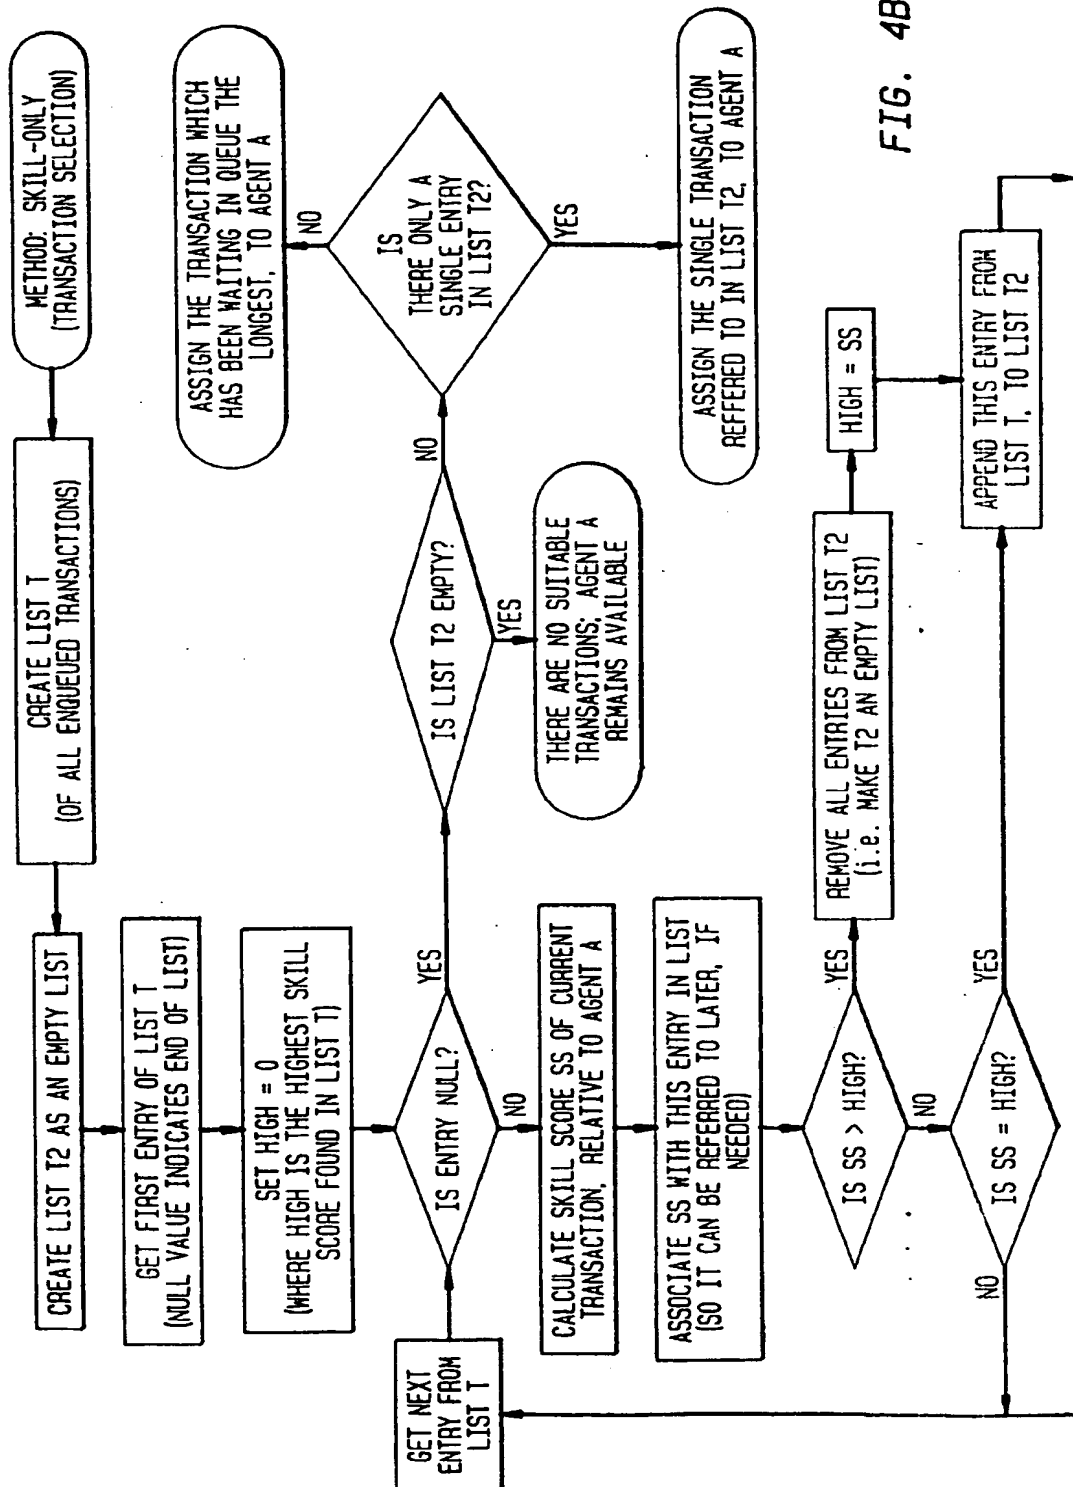 METHOD: SKILL-ONLY
(TRANSACTION SELECTION)
CREATE LIST T
(OF ALL ENQUEUED TRANSACTIONS)
CREATE LIST T2 AS AN EMPTY LIST
GET FIRST ENTRY OF LIST T
(NULL VALUE INDICATES END OF LIST)
SET HIGH = 0
(WHERE HIGH IS THE HIGHEST SKILL
SCORE FOUND IN LIST T)
GET NEXT
ENTRY FROM
LIST T
IS ENTRY NULL?
YES
NO
IS LIST T2 EMPTY?
NO
YES
THERE ARE NO SUITABLE
TRANSACTIONS; AGENT A
REMAINS AVAILABLE
IS
THERE ONLY A
SINGLE ENTRY
IN LIST T2?
NO
YES
ASSIGN THE TRANSACTION WHICH
HAS BEEN WAITING IN QUEUE THE
LONGEST, TO AGENT A
ASSIGN THE SINGLE TRANSACTION
REFFERED TO IN LIST T2, TO AGENT A
CALCULATE SKILL SCORE SS OF CURRENT
TRANSACTION, RELATIVE TO AGENT A
ASSOCIATE SS WITH THIS ENTRY IN LIST
(SO IT CAN BE REFERRED TO LATER, IF
NEEDED)
IS SS > HIGH?
YES
NO
REMOVE ALL ENTRIES FROM LIST T2
(i.e. MAKE T2 AN EMPTY LIST)
HIGH = SS
IS SS = HIGH?
YES
NO
APPEND THIS ENTRY FROM
LIST T, TO LIST T2
FIG. 4B